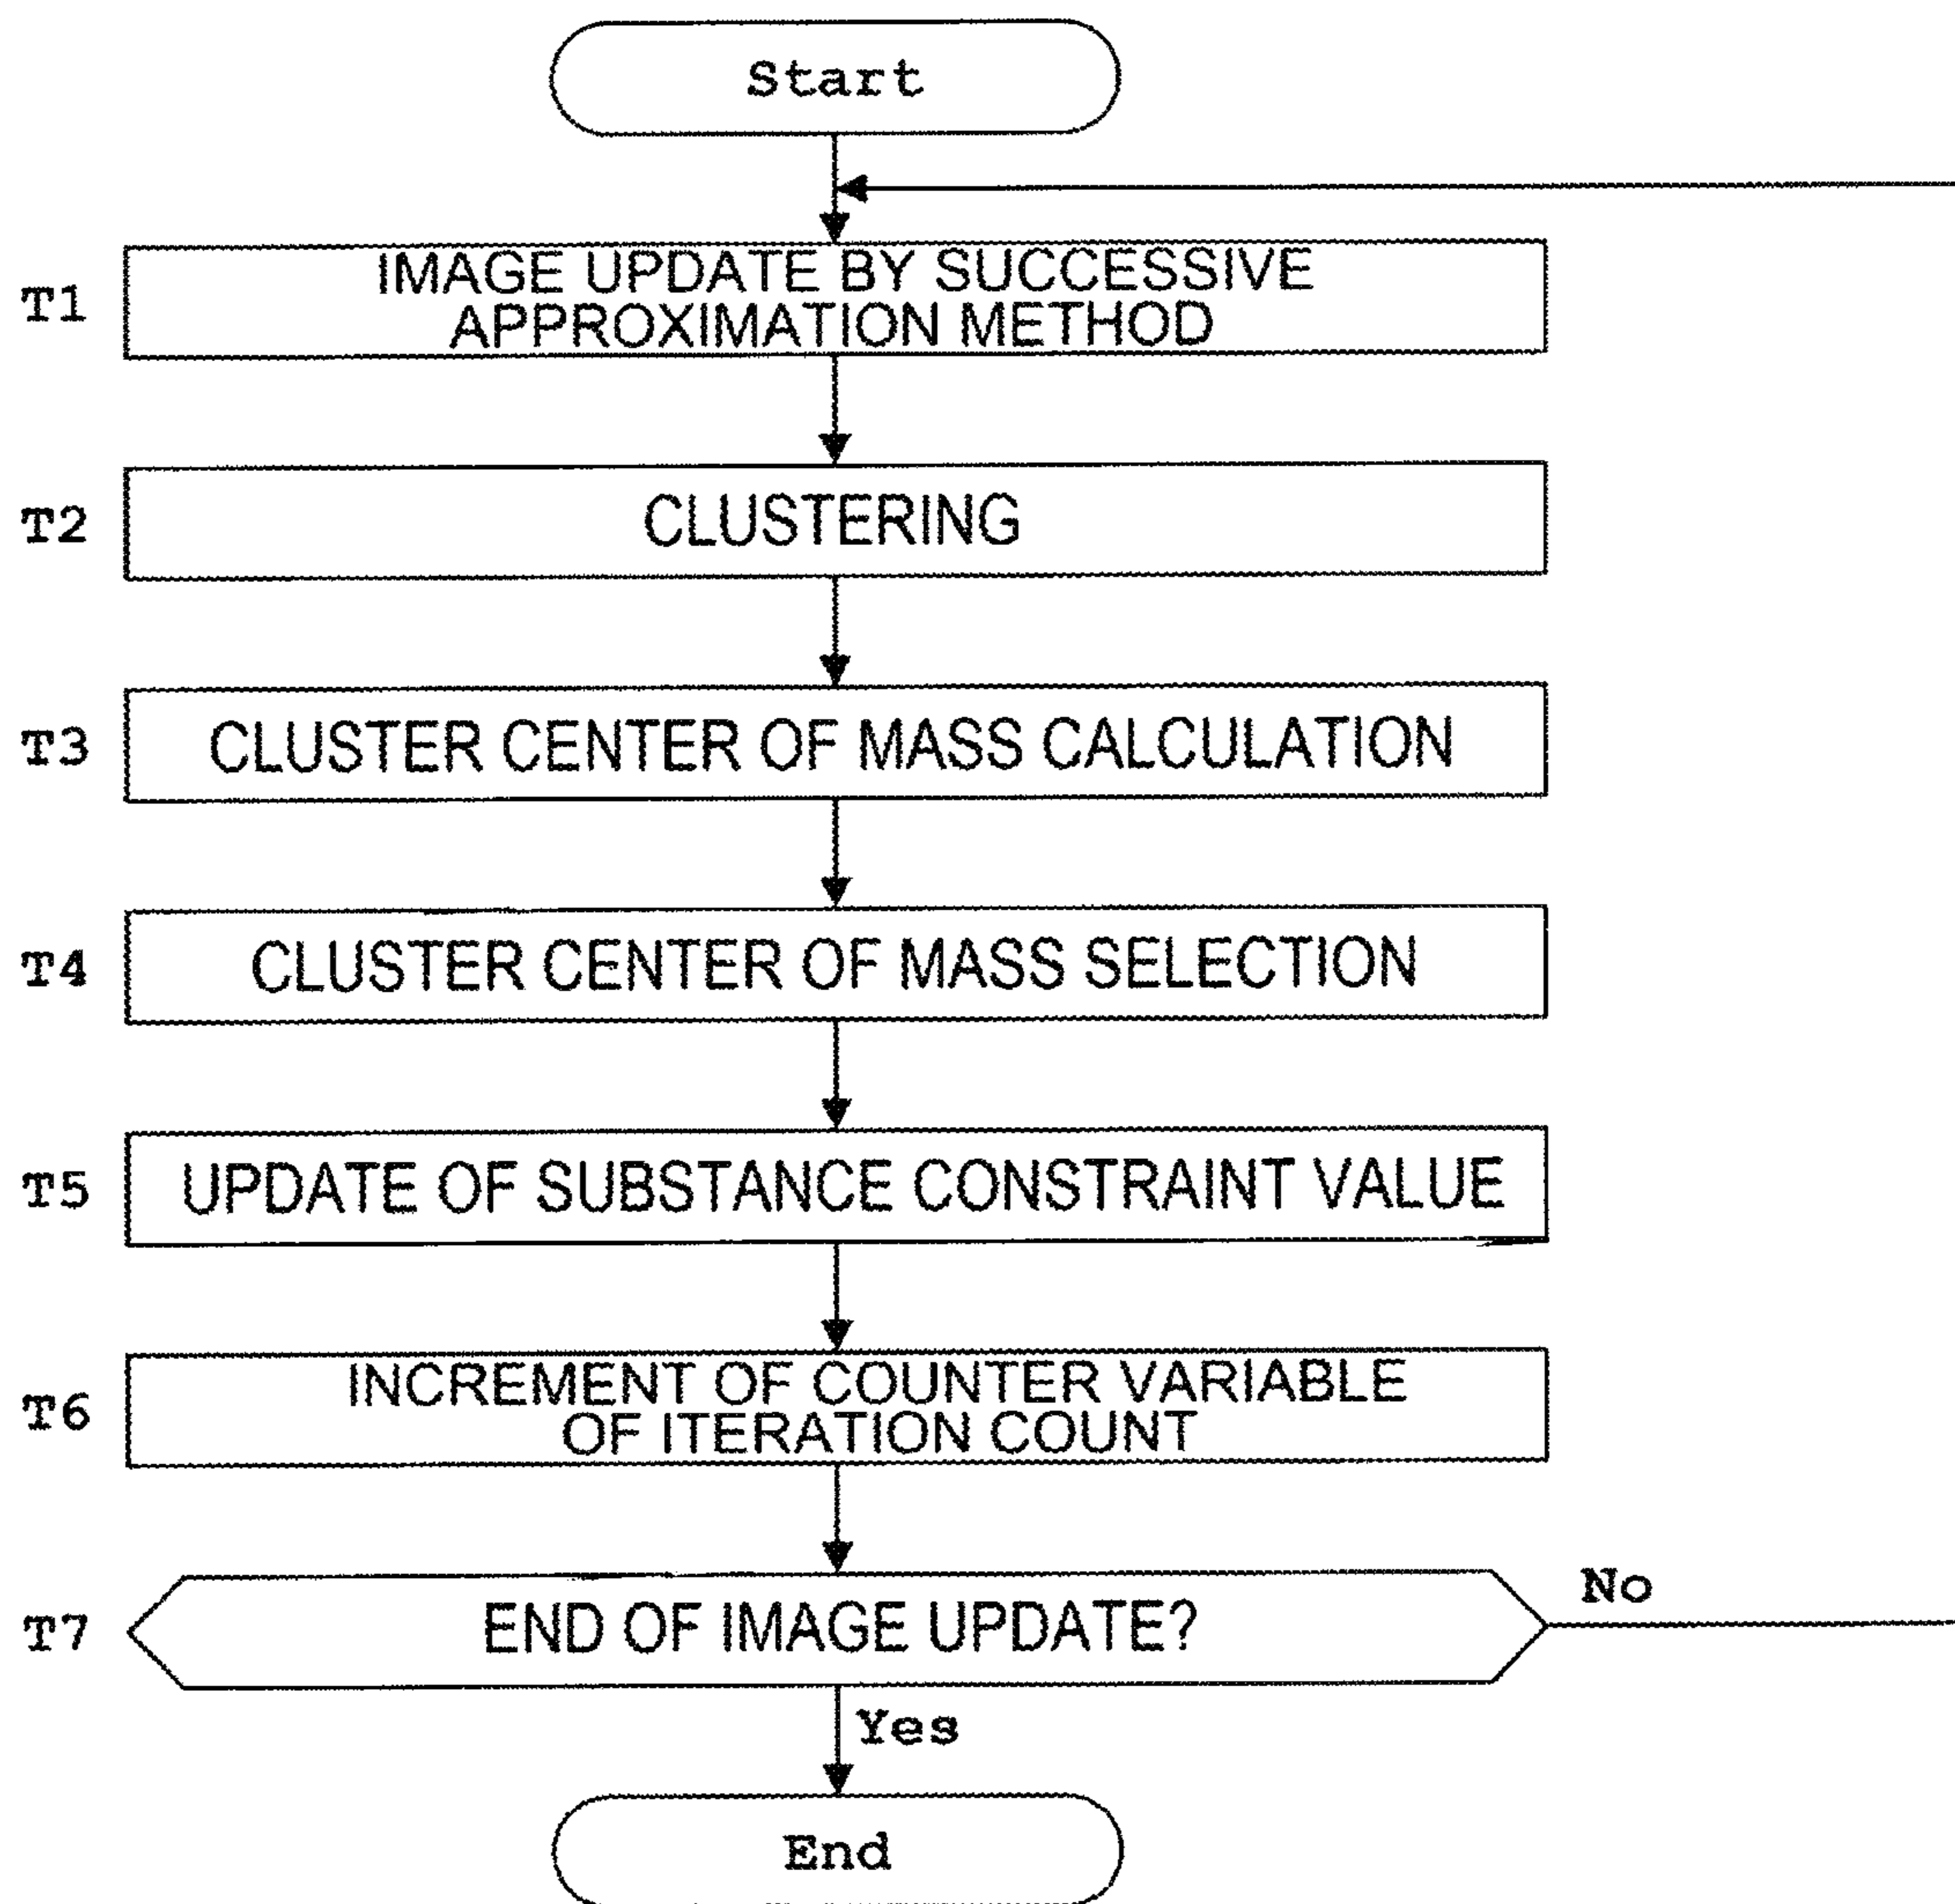 Start
T1
IMAGE UPDATE BY SUCCESSIVE
APPROXIMATION METHOD
T2
CLUSTERING
T3
CLUSTER CENTER OF MASS CALCULATION
T4
CLUSTER CENTER OF MASS SELECTION
T5
UPDATE OF SUBSTANCE CONSTRAINT VALUE
T6
INCREMENT OF COUNTER VARIABLE
OF ITERATION COUNT
T7
END OF IMAGE UPDATE?
No
Yes
End